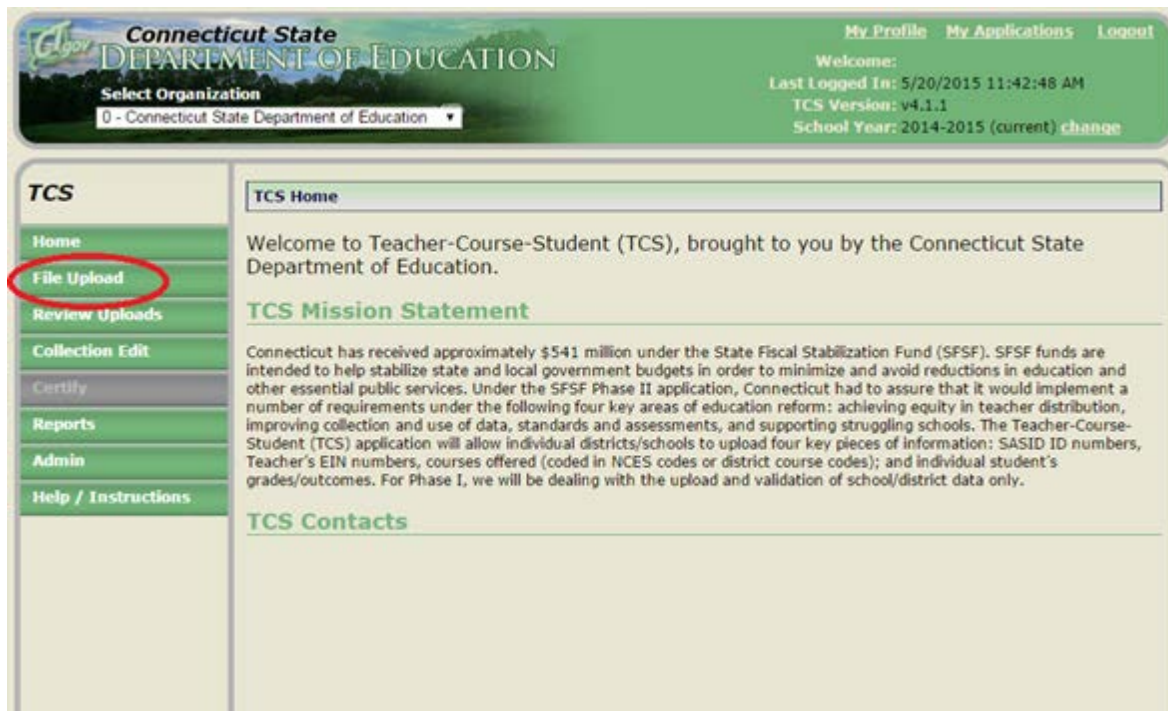 CT.gov
Connecticut State
DEPARTMENT OF EDUCATION
Select Organization
0 - Connecticut State Department of Education
My Profile My Applications Logout
Welcome:
Last Logged In: 5/20/2015 11:42:48 AM
TCS Version: v4.1.1
School Year: 2014-2015 (current) change
TCS
Home
File Upload
Review Uploads
Collection Edit
Certify
Reports
Admin
Help / Instructions
TCS Home
Welcome to Teacher-Course-Student (TCS), brought to you by the Connecticut State
Department of Education.
TCS Mission Statement
Connecticut has received approximately $541 million under the State Fiscal Stabilization Fund (SFSF). SFSF funds are
intended to help stabilize state and local government budgets in order to minimize and avoid reductions in education and
other essential public services. Under the SFSF Phase II application, Connecticut had to assure that it would implement a
number of requirements under the following four key areas of education reform: achieving equity in teacher distribution,
improving collection and use of data, standards and assessments, and supporting struggling schools. The Teacher-Course-
Student (TCS) application will allow individual districts/schools to upload four key pieces of information: SASID ID numbers,
Teacher's EIN numbers, courses offered (coded in NCES codes or district course codes); and individual student's
grades/outcomes. For Phase I, we will be dealing with the upload and validation of school/district data only.
TCS Contacts